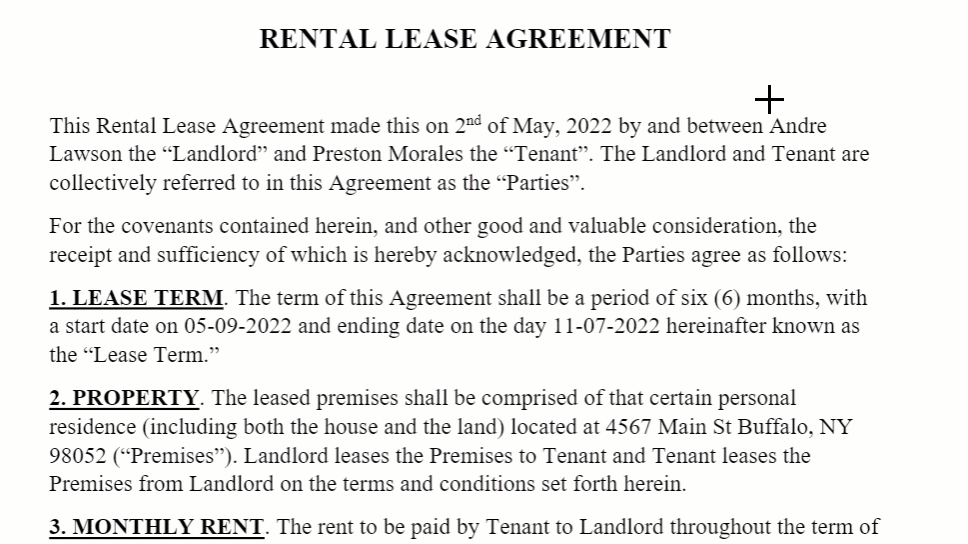 RENTAL LEASE AGREEMENT
This Rental Lease Agreement made this on 2nd of May, 2022 by and between Andre
Lawson the “Landlord” and Preston Morales the “Tenant”. The Landlord and Tenant are
collectively referred to in this Agreement as the “Parties”.
For the covenants contained herein, and other good and valuable consideration, the
receipt and sufficiency of which is hereby acknowledged, the Parties agree as follows:
1. LEASE TERM. The term of this Agreement shall be a period of six (6) months, with
a start date on 05-09-2022 and ending date on the day 11-07-2022 hereinafter known as
the “Lease Term.”
2. PROPERTY. The leased premises shall be comprised of that certain personal
residence (including both the house and the land) located at 4567 Main St Buffalo, NY
98052 (“Premises”). Landlord leases the Premises to Tenant and Tenant leases the
Premises from Landlord on the terms and conditions set forth herein.
3. MONTHLY RENT. The rent to be paid by Tenant to Landlord throughout the term of